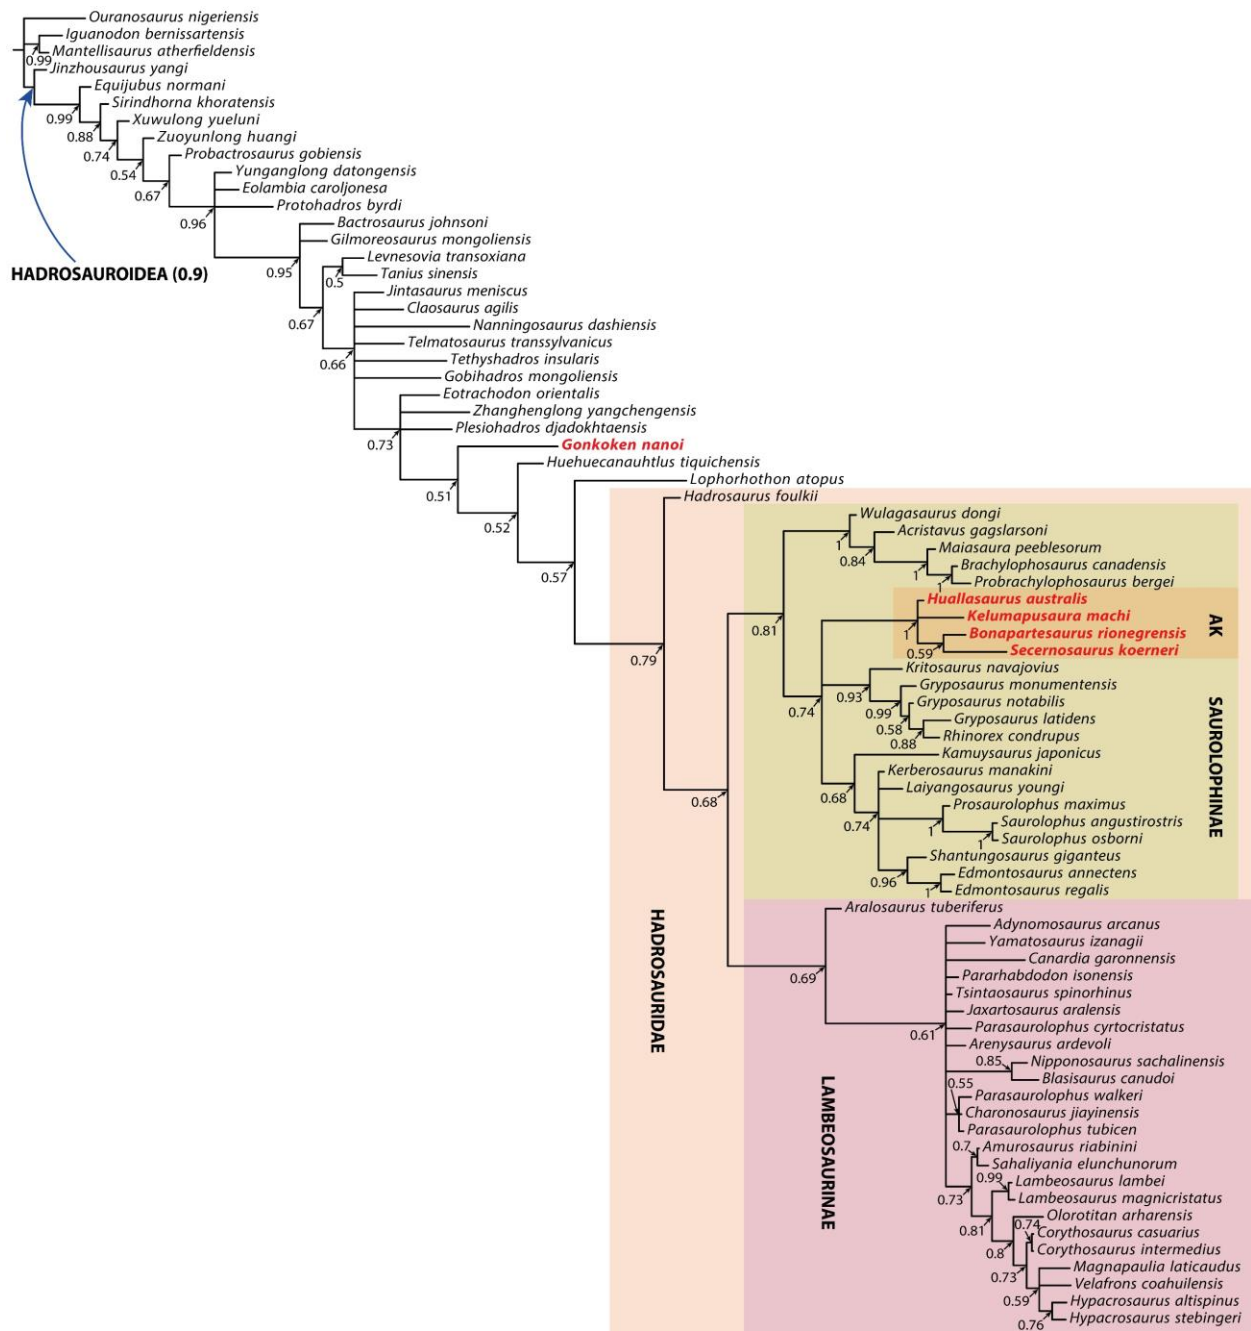 Ouranosaurus nigeriensis
Iguanodon bernissartensis
Mantellisaurus atherfieldensis
0.99
Jinzhousaurus yangi
Equijubus normani
Sirindhorna khoratensis
0.99
Xuwulong yueluni
0.88
Zuoyunlong huangi
0.74
Probactrosaurus gobiensis
0.54
Yunganglong datongensis
0.67
Eolambia caroljonesa
Protohadros byrdi
0.96
Bactrosaurus johnsoni
Gilmoreosaurus mongoliensis
Levnesovia transoxiana
HADROSAUROIDEA (0.9)
0.95
Tanius sinensis
0.5
Jintasaurus meniscus
Claosaurus agilis
0.67
Nanningosaurus dashiensis
Telmatosaurus transsylvanicus
Tethyshadros insularis
0.66
Gobihadros mongoliensis
Eotrachodon orientalis
Zhanghenglong yangchengensis
Plesiohadros djadokhtaensis
0.73
Gonkoken nanoi
Huehuecanauhtlus tiquichensis
Lophorhothon atopus
0.51
Hadrosaurus foulkii
Wulagasaurus dongi
0.52
Acristavus gagslarsoni
1
Maiasaura peeblesorum
0.84
Brachylophosaurus canadensis
0.57
1
Probrachylophosaurus bergei
1
Huallasaurus australis
Kelumapusaura machi
AK
0.81
1
Bonapartesaurus rionegrensis
0.79
0.59
Secernosaurus koerneri
Kritosaurus navajovius
Gryposaurus monumentensis
0.93
Gryposaurus notabilis
0.99
Gryposaurus latidens
0.74
0.58
Rhinorex condrupus
0.88
Kamuysaurus japonicus
SAUROLOPHINAE
Kerberosaurus manakini
0.68
0.68
Laiyangosaurus youngi
Prosaurolophus maximus
Saurolophus angustirostris
0.74
1
Saurolophus osborni
1
Shantungosaurus giganteus
Edmontosaurus annectens
0.96
1
Edmontosaurus regalis
Aralosaurus tuberiferus
Adynomosaurus arcanus
Yamatosaurus izanagii
HADROSAURIDAE
Canardia garonnensis
0.69
Pararhabdodon isonensis
Tsintaosaurus spinorhinus
Jaxartosaurus aralensis
Parasaurolophus cyrtocristatus
0.61
Arenysaurus ardevoli
0.85
Nipponosaurus sachalinensis
Blasisaurus canudoi
0.55
Parasaurolophus walkeri
Charonosaurus jiayinensis
Parasaurolophus tubicen
LAMBEOSAURINAE
0.7
Amurosaurus riabinini
Sahaliyania elunchunorum
0.99
Lambeosaurus lambei
0.73
Lambeosaurus magnicristatus
Olorotitan arharensis
0.81
0.74
Corythosaurus casuarius
0.8
Corythosaurus intermedius
Magnapaulia laticaudus
0.73
Velafrons coahuilensis
0.59
Hypacrosaurus altispinus
Hypacrosaurus stebingeri
0.76